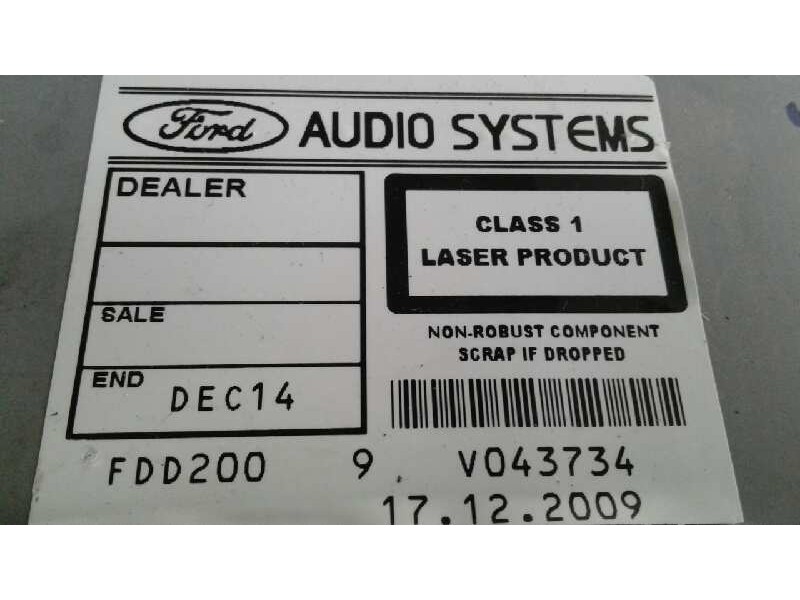 Ford AUDIO SYSTEMS
DEALER
CLASS 1
LASER PRODUCT
SALE
NON-ROBUST COMPONENT
SCRAP IF DROPPED
END DEC14
FDD200 9 V043734
17.12.2009